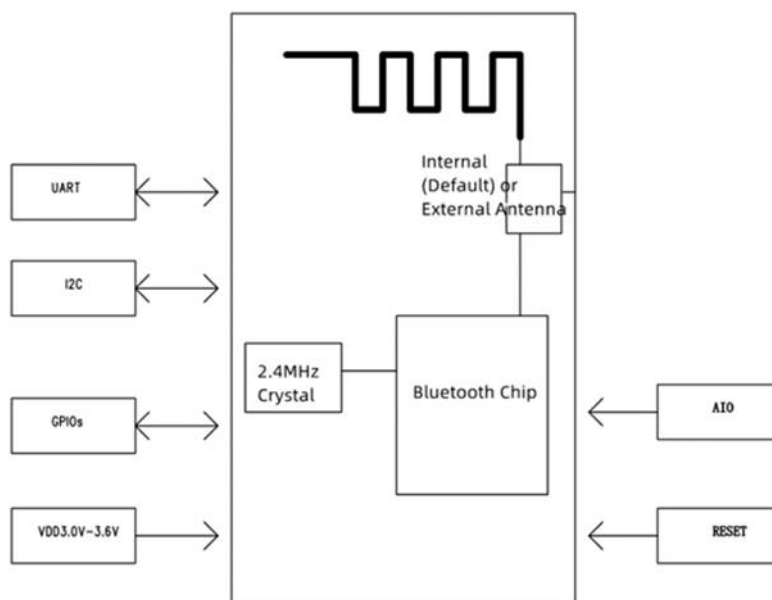 Internal
(Default) or
External Antenna
UART
I2C
2.4MHz
Crystal
Bluetooth Chip
GPIOs
AIO
VDD3.0V-3.6V
RESET